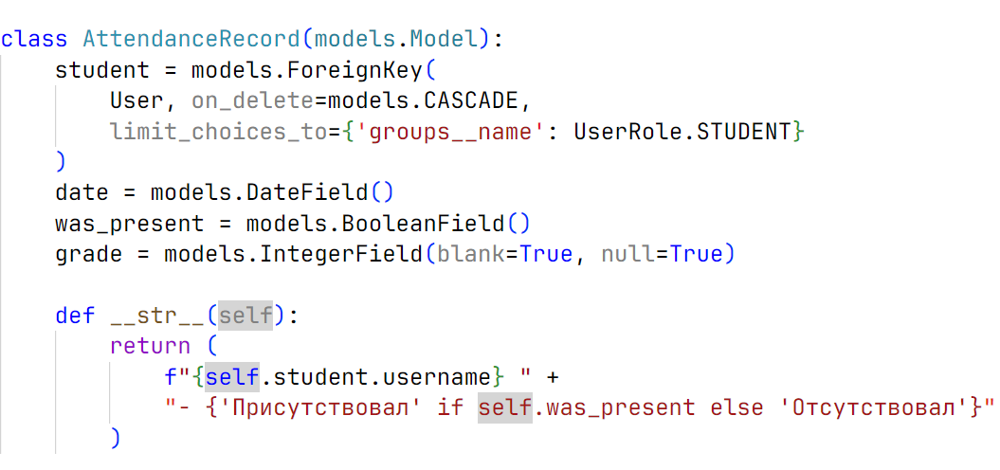 class AttendanceRecord(models.Model):
    student = models.ForeignKey(
        User, on_delete=models.CASCADE,
        limit_choices_to={'groups__name': UserRole.STUDENT}
    )
    date = models.DateField()
    was_present = models.BooleanField()
    grade = models.IntegerField(blank=True, null=True)

    def __str__(self):
        return (
            f"{self.student.username} " +
            "- {'Присутствовал' if self.was_present else 'Отсутствовал'}"
        )